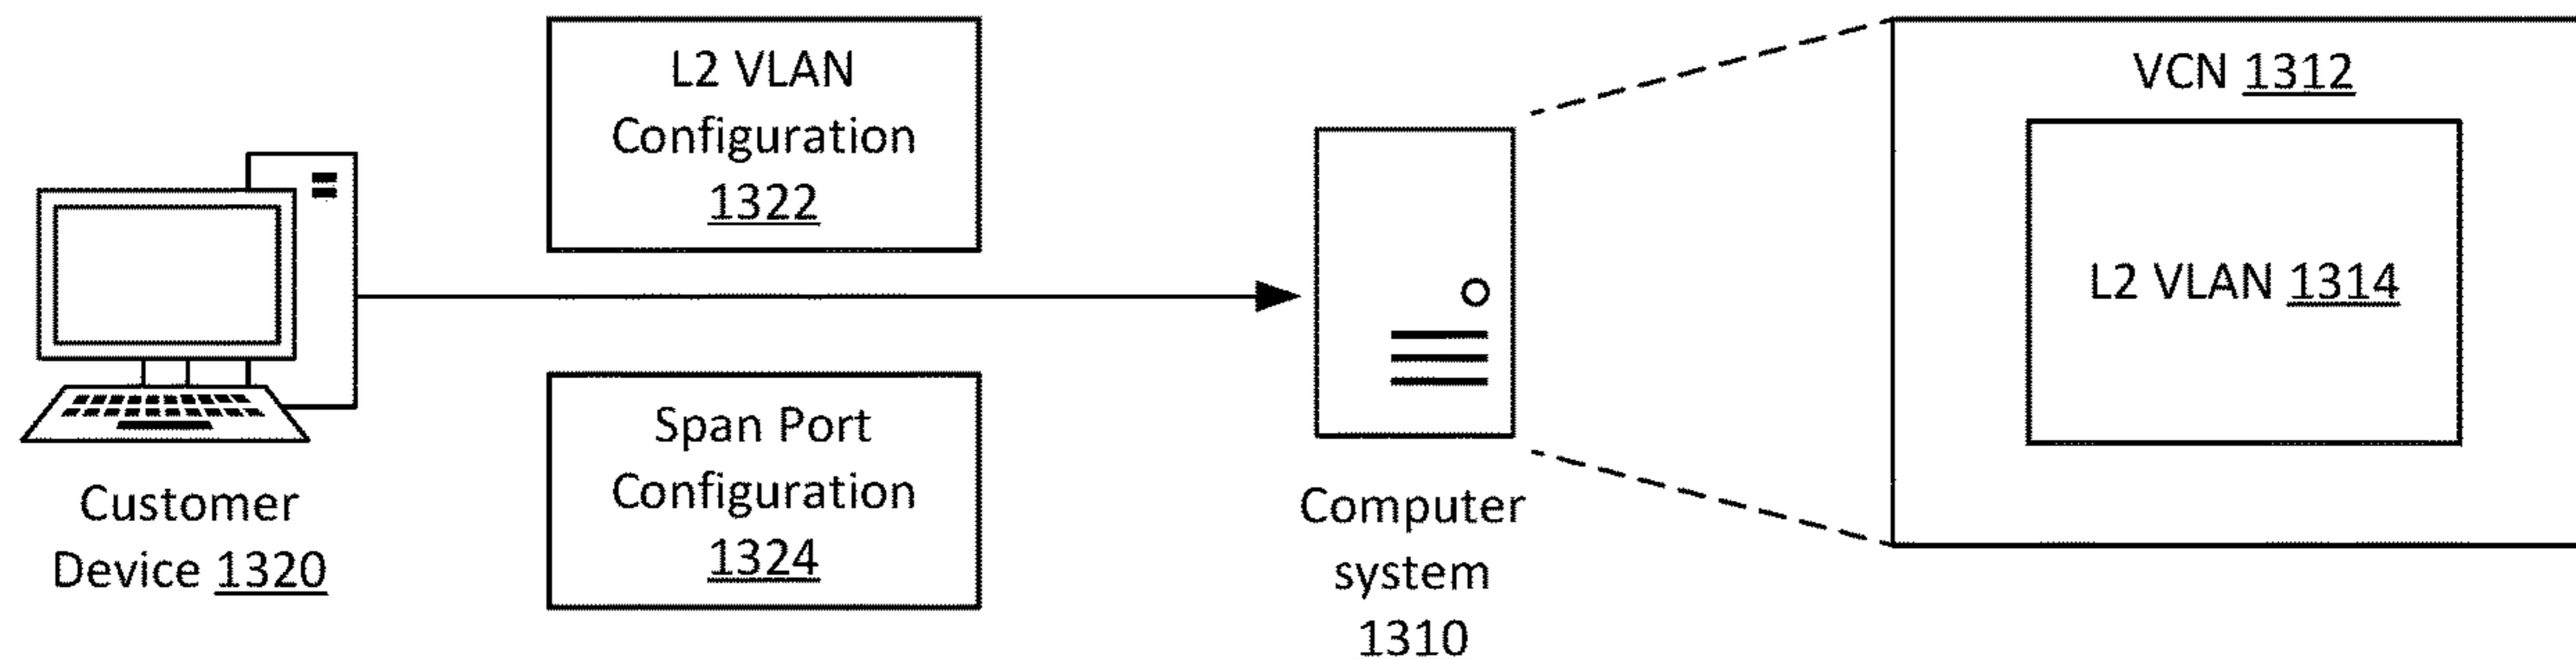 L2 VLAN
Configuration
1322
Span Port
Configuration
1324
Customer
Device 1320
Computer
system
1310
VCN 1312
L2 VLAN 1314